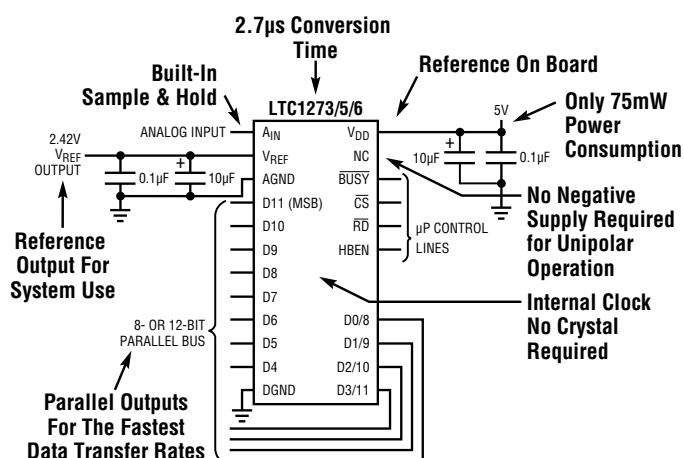 2.7µs Conversion
Time
Built-In
Sample & Hold
Reference On Board
LTC1273/5/6
5V
Only 75mW
Power
Consumption
ANALOG INPUT
AIN
VDD
2.42V
VREF
OUTPUT
VREF
NC
0.1µF
+
10µF
+
10µF
0.1µF
AGND
BUSY
D11 (MSB)
CS
D10
RD
D9
HBEN
µP CONTROL
LINES
No Negative
Supply Required
for Unipolar
Operation
Reference
Output For
System Use
D8
D7
Internal Clock
No Crystal
Required
8- OR 12-BIT
PARALLEL BUS
D6
D0/8
D5
D1/9
D4
D2/10
DGND
D3/11
Parallel Outputs
For The Fastest
Data Transfer Rates